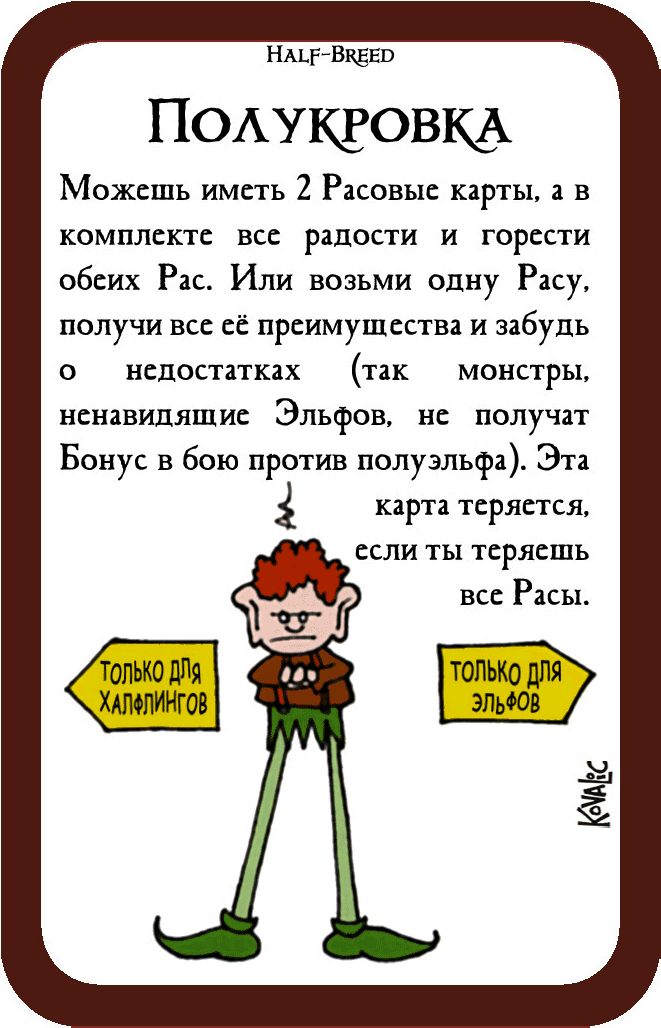 Half-Breed
Полукровка
Можешь иметь 2 Расовые карты, а в
комплекте все радости и горести
обеих Рас. Или возьми одну Расу,
получи все её преимущества и забудь
о недостатках (так монстры,
ненавидящие Эльфов, не получат
Бонус в бою против полуэльфа). Эта
карта теряется,
если ты теряешь
все Расы.
ТОЛЬКО ДЛЯ
ХАЛФЛИНГОВ
ТОЛЬКО ДЛЯ
ЭЛЬФОВ
KOVALIC